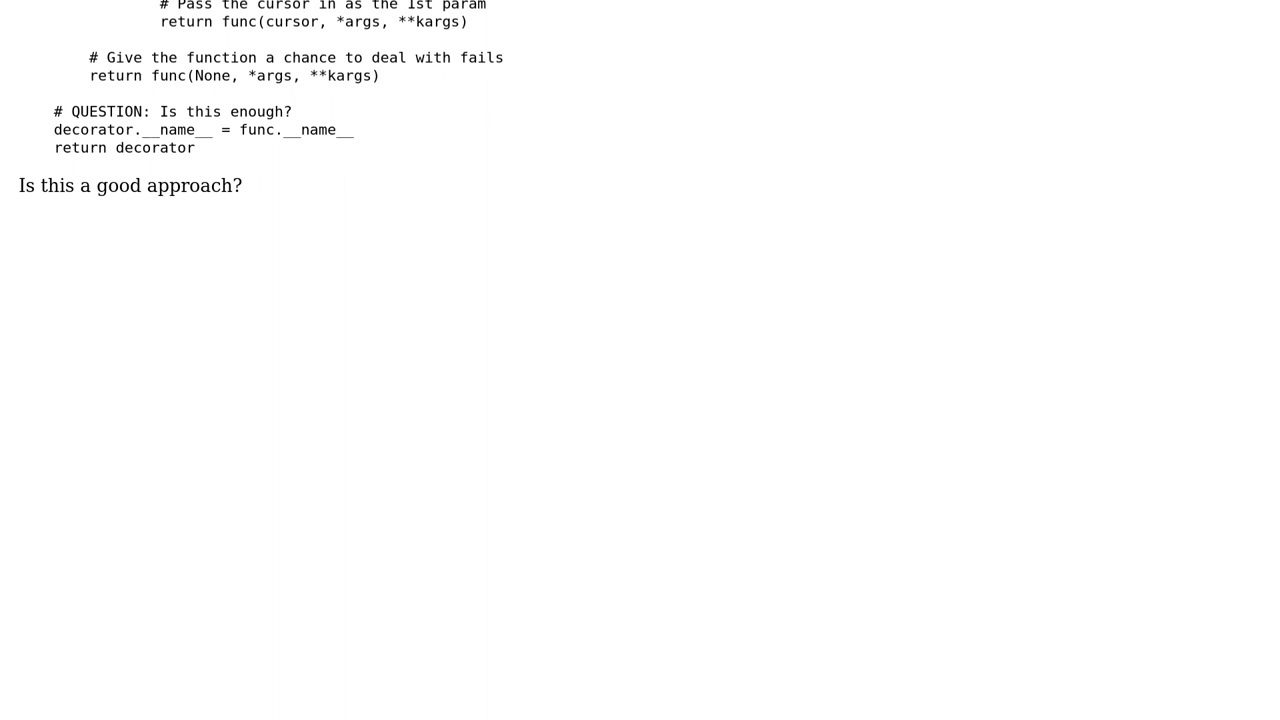 # Pass the cursor in as the 1st param
return func(cursor, *args, **kargs)
# Give the function a chance to deal with fails
return func(None, *args, **kargs)
# QUESTION: Is this enough?
decorator.__name__ = func.__name__
return decorator
Is this a good approach?